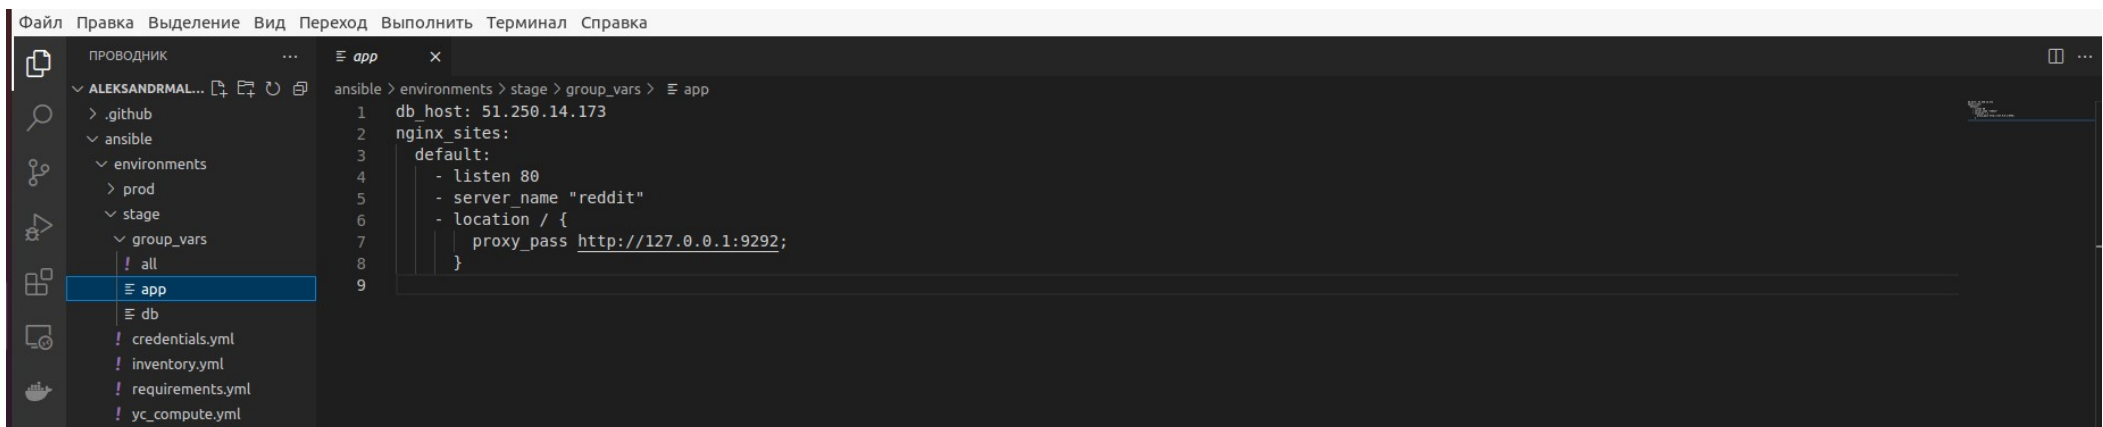 Файл Правка Выделение Вид Переход Выполнить Терминал Справка
ПРОВОДНИК ...
ALEKSANDRMAL...
.github
ansible
environments
prod
stage
group_vars
! all
app
db
! credentials.yml
! inventory.yml
! requirements.yml
! yc_compute.yml
app ×
ansible > environments > stage > group_vars > app
1 db_host: 51.250.14.173
2 nginx_sites:
3 default:
4 - listen 80
5 - server_name "reddit"
6 - location / {
7 proxy_pass http://127.0.0.1:9292;
8 }
9